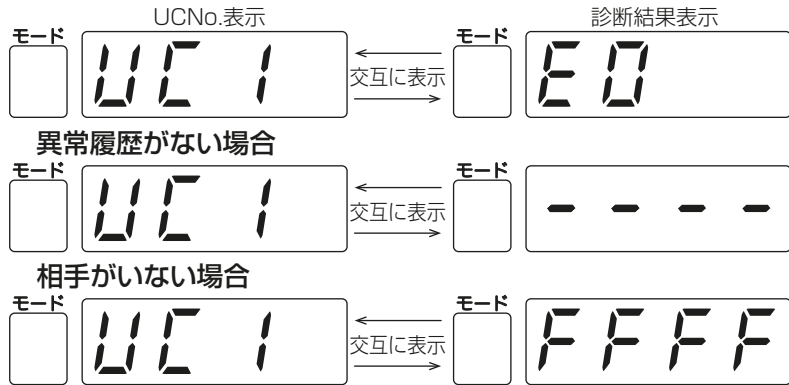 UCNo.表示 診断結果表示
モード UC 1 交互に表示 モード E0
異常履歴がない場合
モード UC 1 交互に表示 モード - - - -
相手がいない場合
モード UC 1 交互に表示 モード FFFF